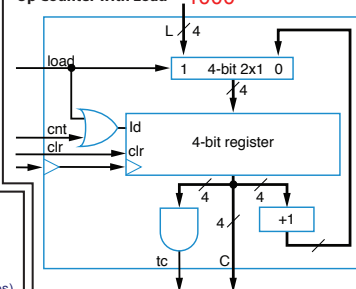 Up Counter with Load 1000
L 4
load
1 4-bit 2x1 0
4
cnt
ld
clr
clr
4-bit register
4 4
4
+1
tc C